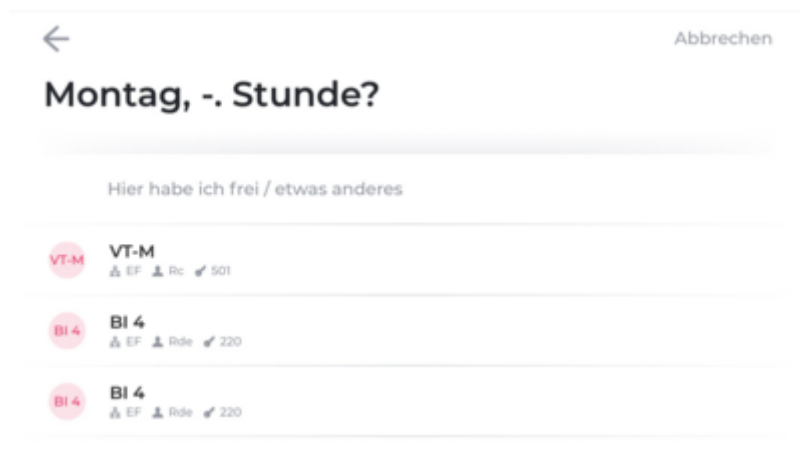 Abbrechen
Montag, -. Stunde?
Hier habe ich frei / etwas anderes
VT-M
VT-M
EF Rc 501
BI 4
BI 4
EF Rde 220
BI 4
BI 4
EF Rde 220